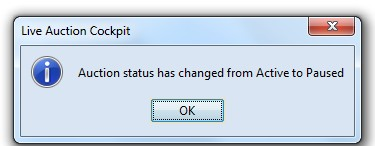 Live Auction Cockpit
Auction status has changed from Active to Paused
OK